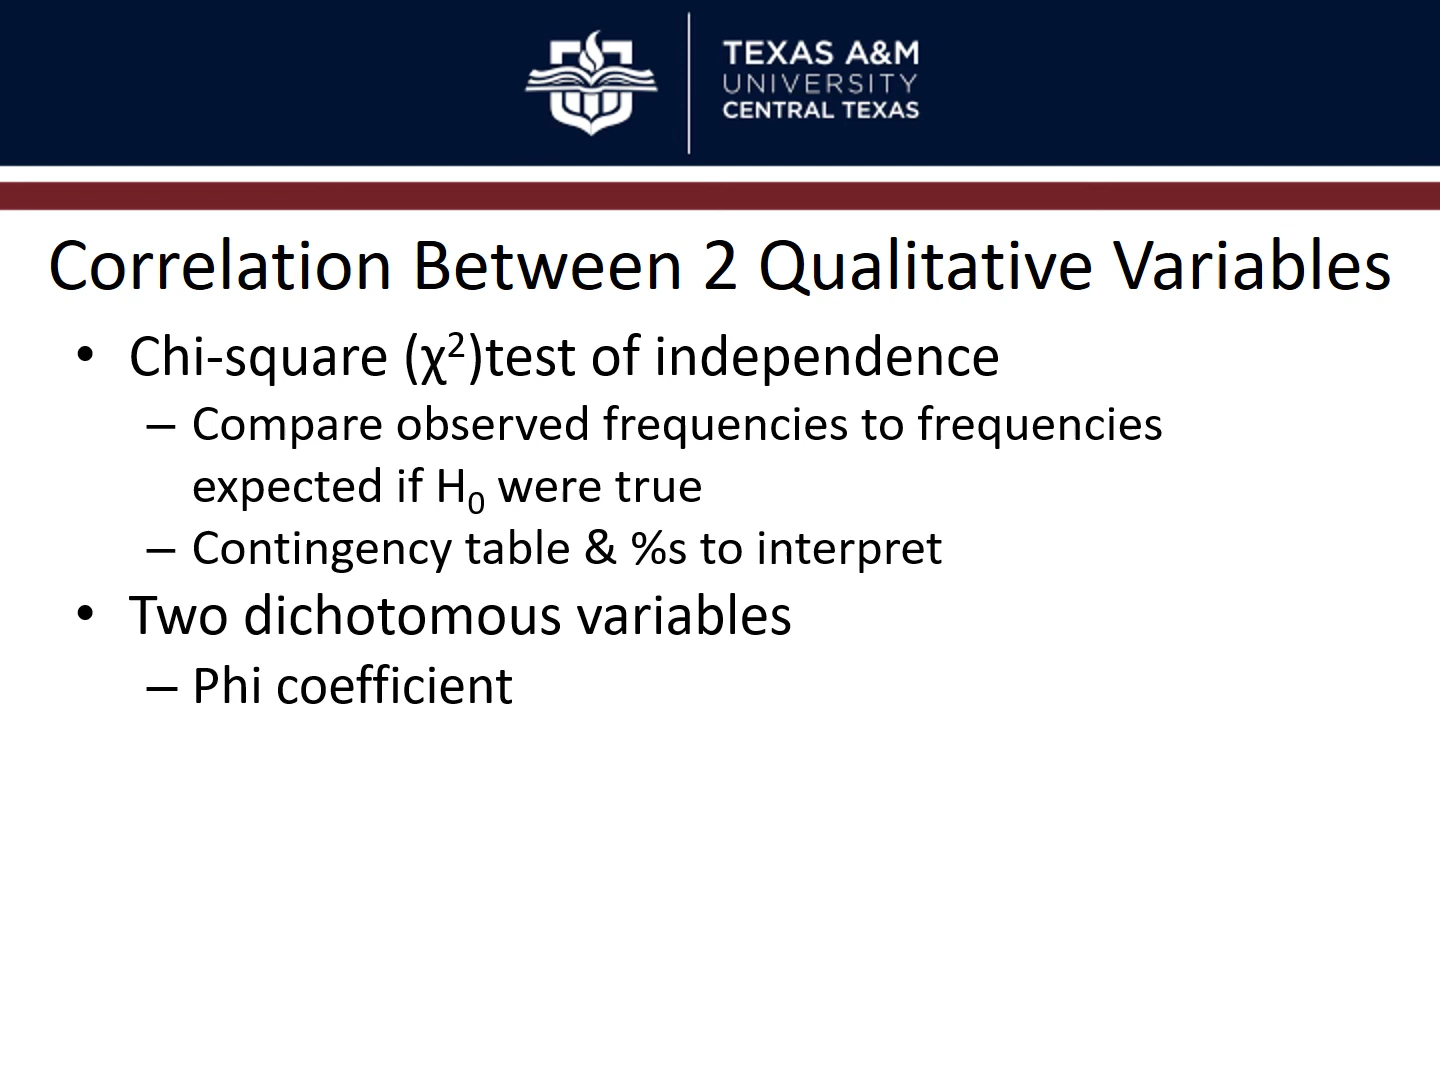 TEXAS A&M
UNIVERSITY
CENTRAL TEXAS
Correlation Between 2 Qualitative Variables
• Chi-square (χ²)test of independence
– Compare observed frequencies to frequencies
expected if H₀ were true
– Contingency table & %s to interpret
• Two dichotomous variables
– Phi coefficient